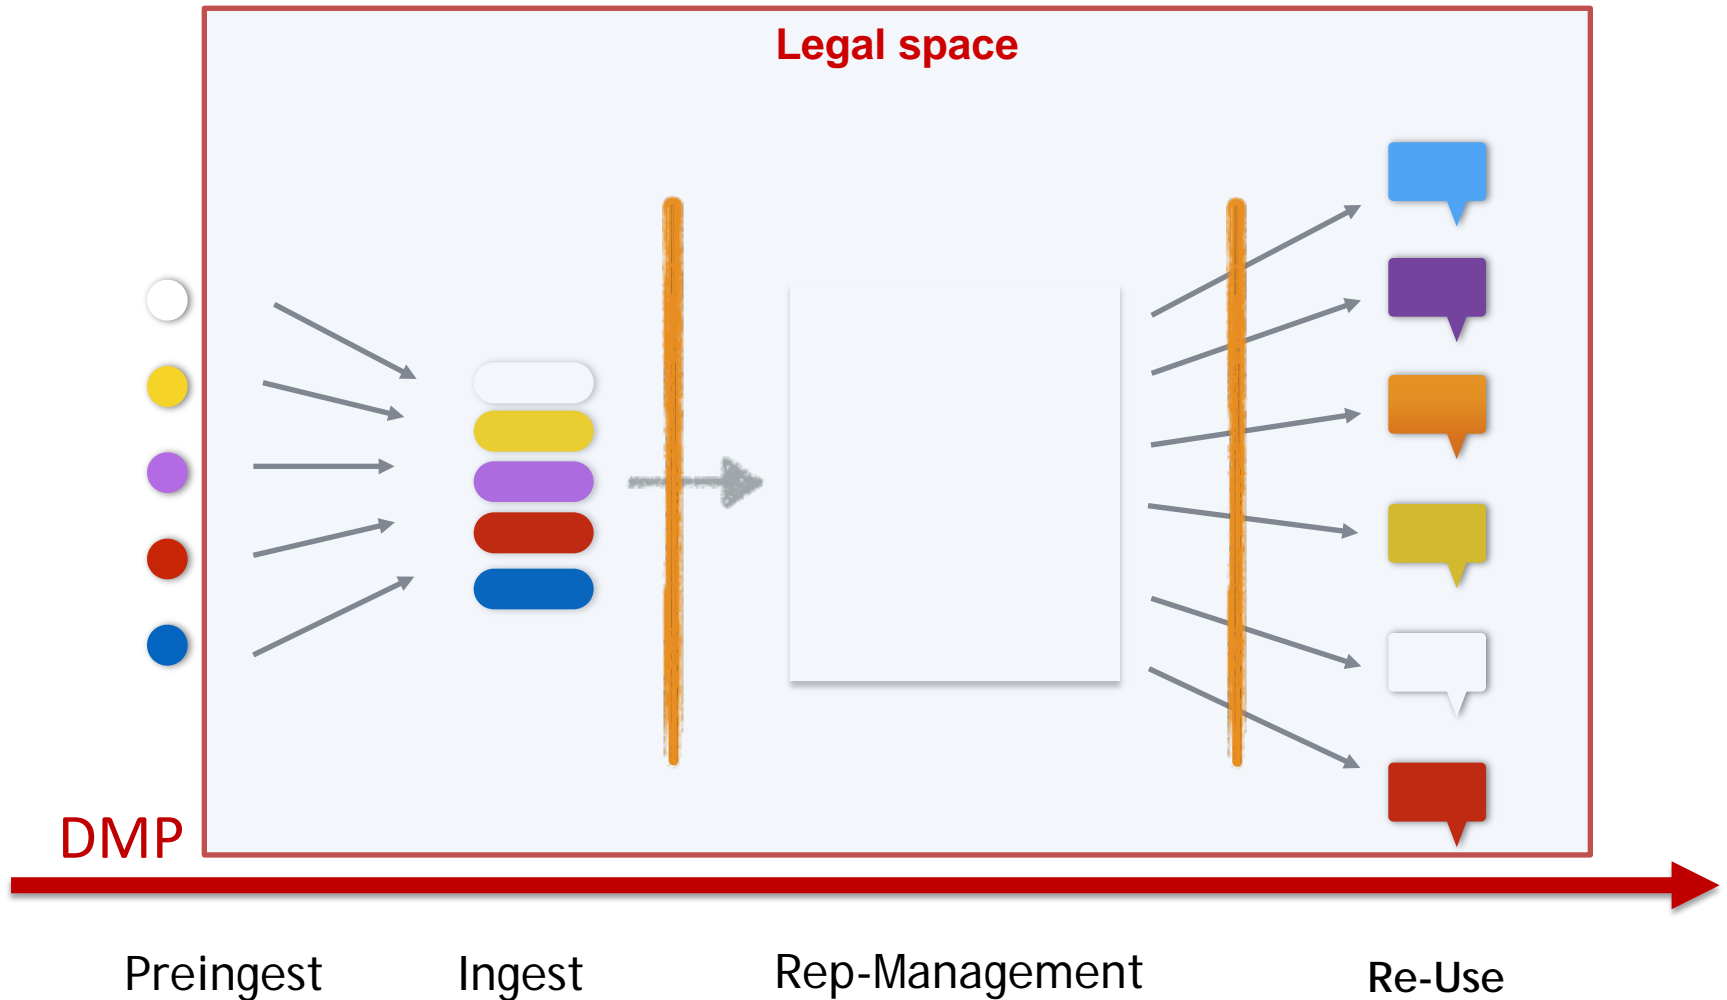 Legal space
DMP
Preingest
Ingest
Rep-Management
Re-Use